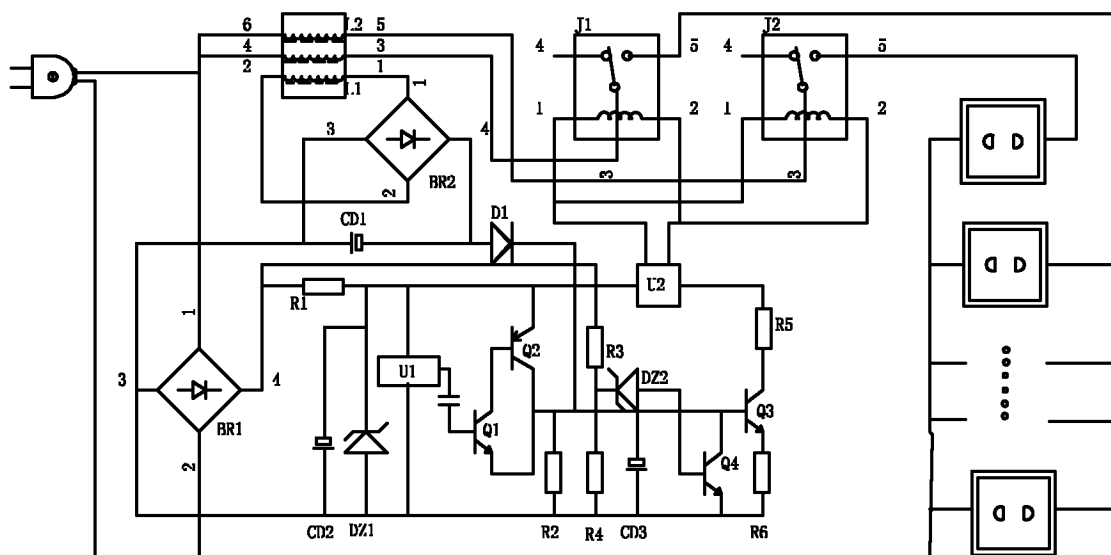 6 L2 5 J1 J2
4 3 4 5 4 5
2 1
L1
1
3 4 1 2 1 2
BR2
2 3 3
CD1 D1
U2
R1
1 R5
Q2 R3
3 4 U1 DZ2
Q3
BR1 Q1
2 Q4
CD2 DZ1 R2 R4 CD3 R6